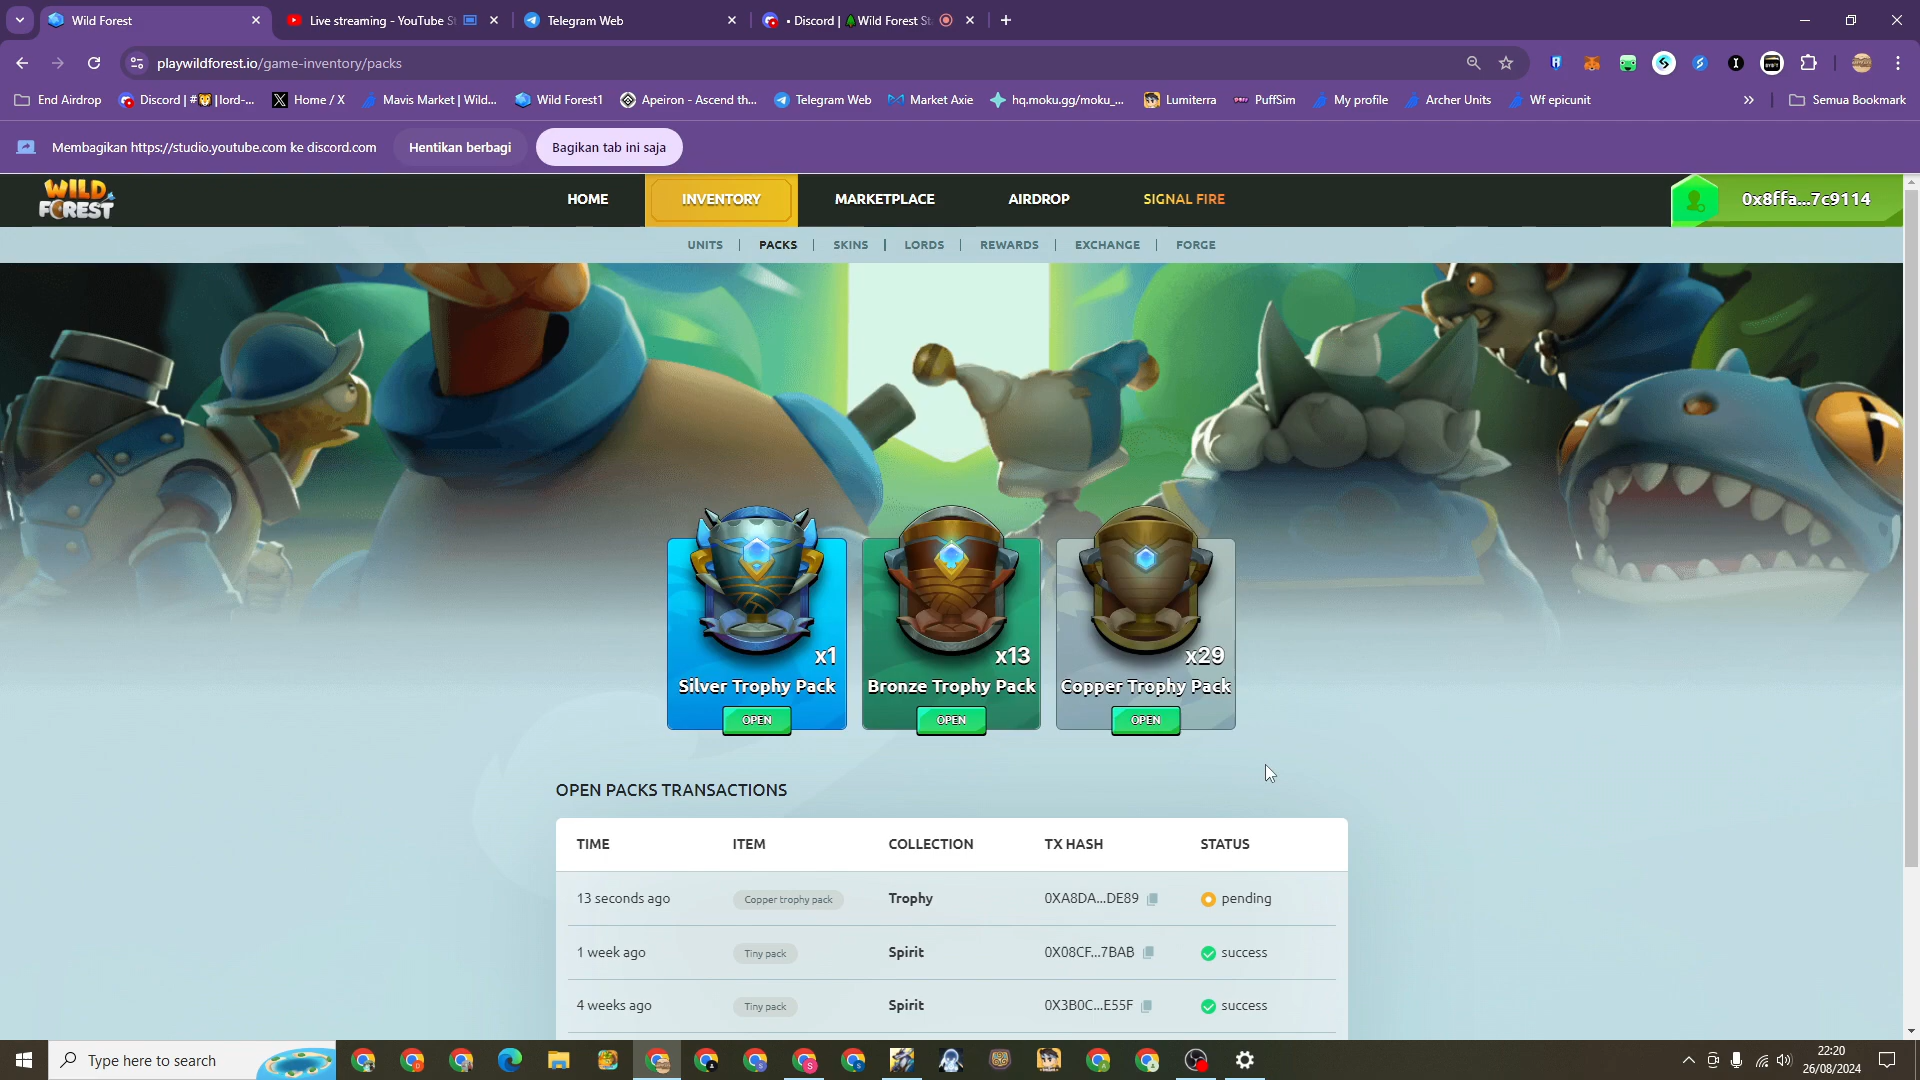 Wild Forest
Live streaming - YouTube S
Telegram Web
• Discord | 🌲Wild Forest St
playwildforest.io/game-inventory/packs
End Airdrop
Discord | #🦁|lord-...
Home / X
Mavis Market | Wild...
Wild Forest1
Apeiron - Ascend th...
Telegram Web
Market Axie
hq.moku.gg/moku_...
Lumiterra
PuffSim
My profile
Archer Units
Wf epicunit
Semua Bookmark
Membagikan https://studio.youtube.com ke discord.com
Hentikan berbagi
Bagikan tab ini saja
WILD
FOREST
HOME
INVENTORY
MARKETPLACE
AIRDROP
SIGNAL FIRE
0x8ffa...7c9114
UNITS
PACKS
SKINS
LORDS
REWARDS
EXCHANGE
FORGE
x1
Silver Trophy Pack
OPEN
x13
Bronze Trophy Pack
OPEN
x29
Copper Trophy Pack
OPEN
OPEN PACKS TRANSACTIONS
TIME ITEM COLLECTION TX HASH STATUS
13 seconds ago Copper trophy pack Trophy 0XA8DA...DE89 pending
1 week ago Tiny pack Spirit 0X08CF...7BAB success
4 weeks ago Tiny pack Spirit 0X3B0C...E55F success
Type here to search
22:20
26/08/2024